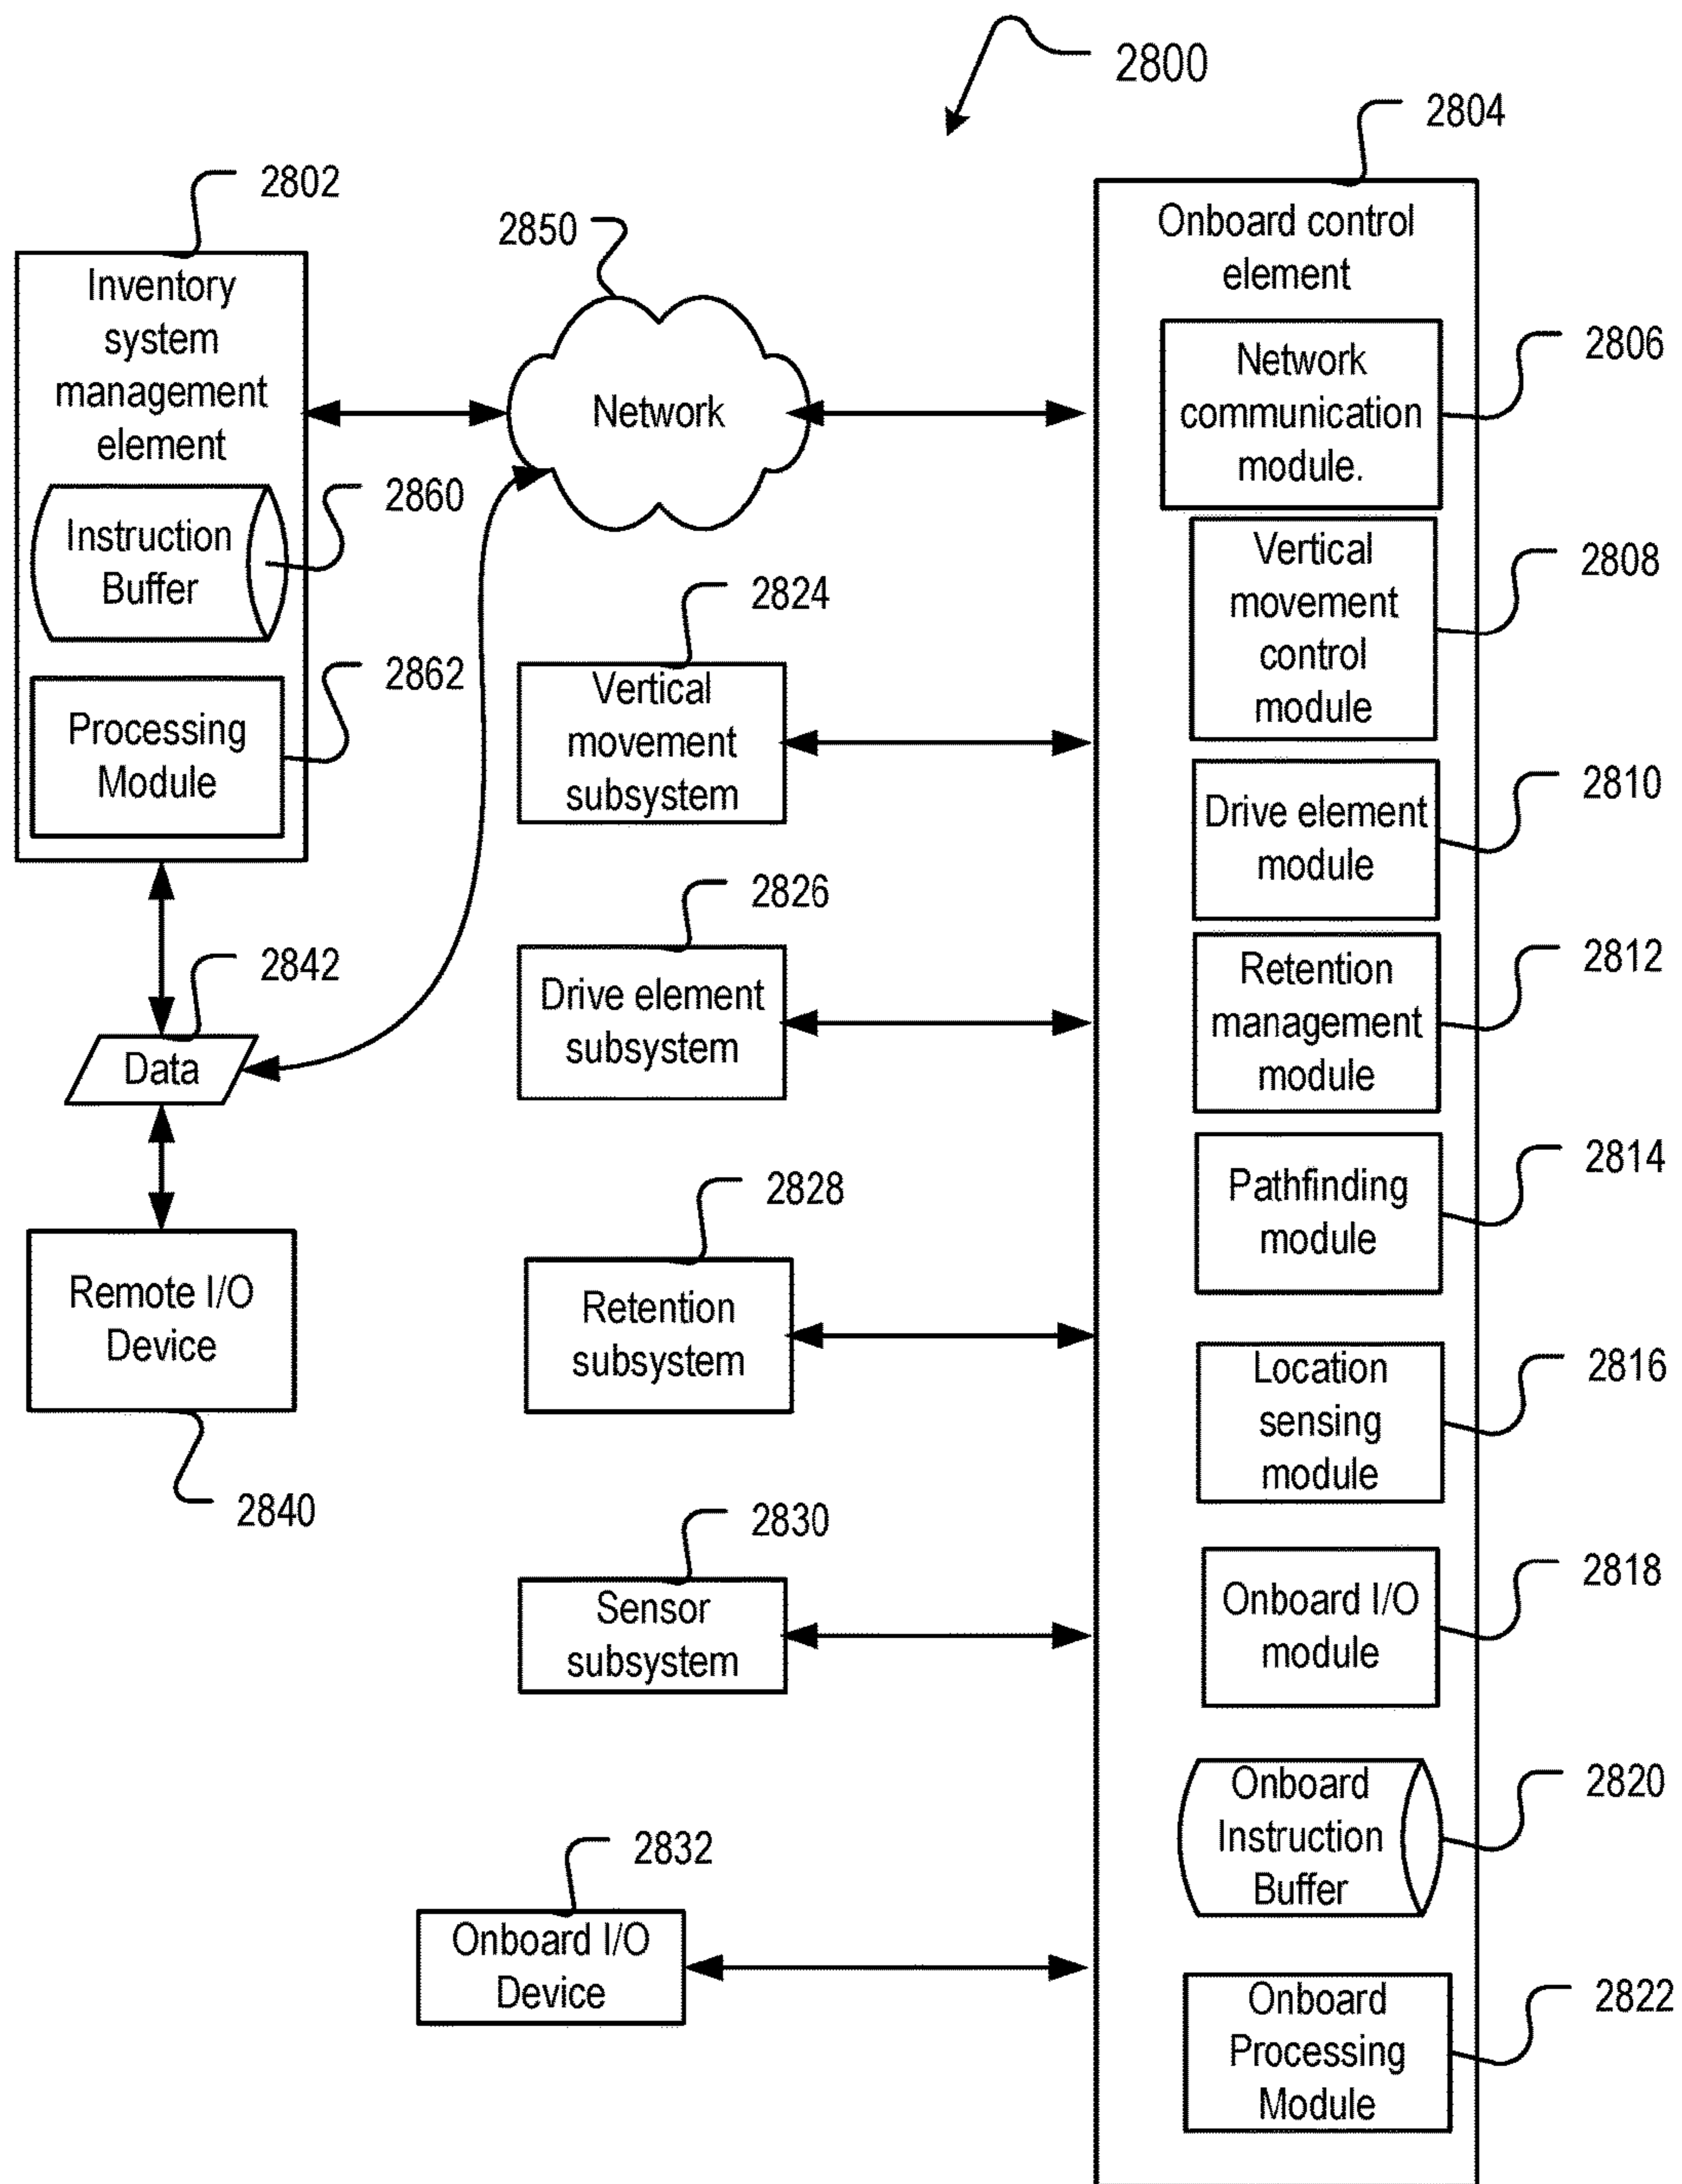 2800
2804
Onboard control
element
2802
Inventory
system
management
element
2850
Network
Network
communication
module.
2806
2860
Instruction
Buffer
Vertical
movement
control
module
2808
2862
Processing
Module
2824
Vertical
movement
subsystem
Drive element
module
2810
2826
Drive element
subsystem
Retention
management
module
2812
2842
Data
Pathfinding
module
2814
2828
Retention
subsystem
Remote I/O
Device
2840
Location
sensing
module
2816
2830
Sensor
subsystem
Onboard I/O
module
2818
Onboard
Instruction
Buffer
2820
2832
Onboard I/O
Device
Onboard
Processing
Module
2822